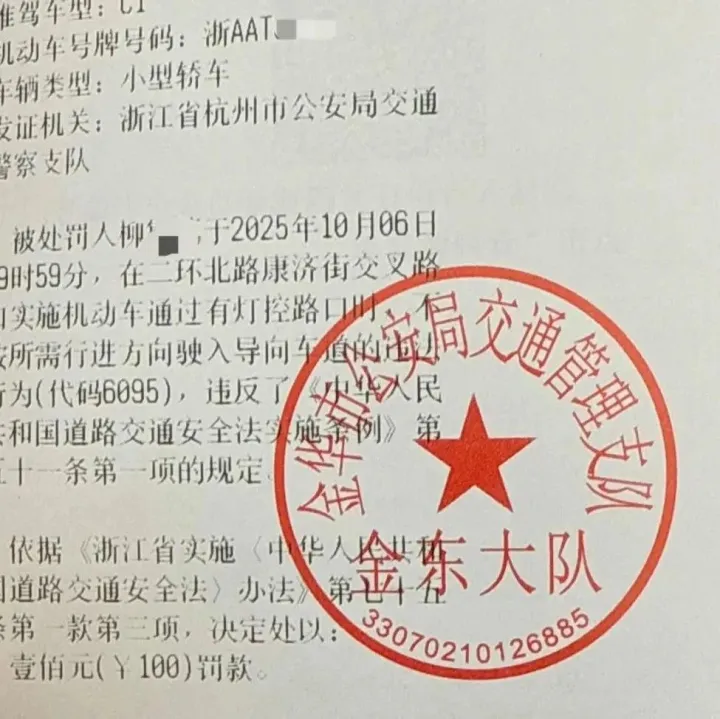 准驾车型：C1
机动车号牌号码：浙AAT
车辆类型：小型轿车
发证机关：浙江省杭州市公安局交通
警察支队
被处罚人柳 于2025年10月06日
9时59分，在二环北路康济街交叉路
口实施机动车通过有灯控路口时，不
按所需行进方向驶入导向车道的违法
行为(代码6095)，违反了《中华人民
共和国道路交通安全法实施条例》第
五十一条第一项的规定。
依据《浙江省实施〈中华人民共和
国道路交通安全法〉办法》第七十五
条第一款第三项，决定处以：
壹佰元(￥100)罚款。
金华市公安局交通管理支队
金东大队
33070210126885